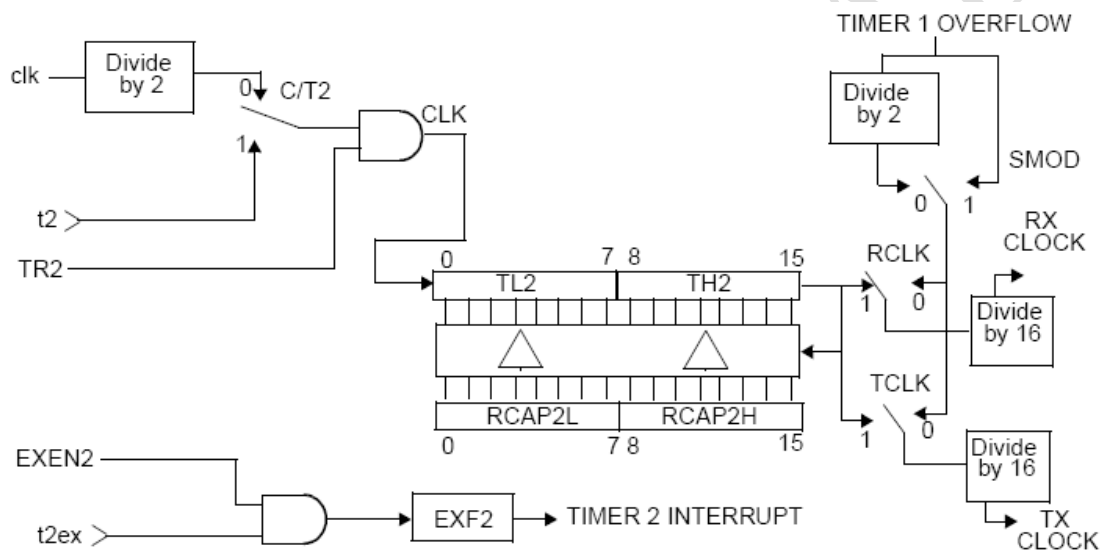 TIMER 1 OVERFLOW
clk
Divide
by 2
0
C/T2
1
CLK
Divide
by 2
SMOD
0
1
t2
TR2
RX
CLOCK
0
7
8
15
TL2
TH2
RCLK
1
0
Divide
by 16
TCLK
1
0
RCAP2L
RCAP2H
0
7
8
15
Divide
by 16
TX
CLOCK
EXEN2
t2ex
EXF2
TIMER 2 INTERRUPT